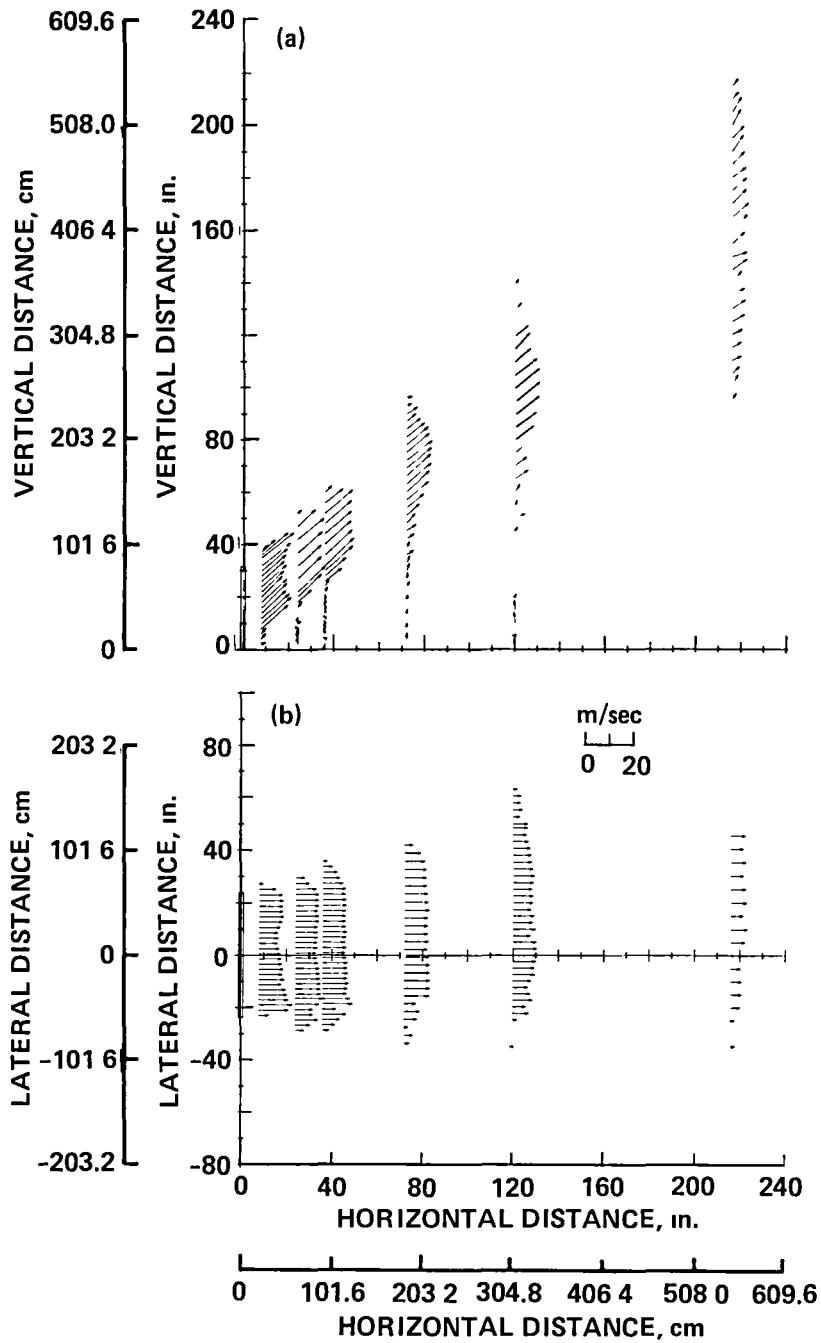 (a)
VERTICAL DISTANCE, cm
609.6
508.0
406 4
304.8
203 2
101 6
0
VERTICAL DISTANCE, in.
240
200
160
120
80
40
0
(b)
m/sec
0 20
LATERAL DISTANCE, cm
203 2
101 6
0
-101 6
-203.2
LATERAL DISTANCE, in.
80
40
0
-40
-80
0 40 80 120 160 200 240
HORIZONTAL DISTANCE, in.
0 101.6 203 2 304.8 406 4 508 0 609.6
HORIZONTAL DISTANCE, cm